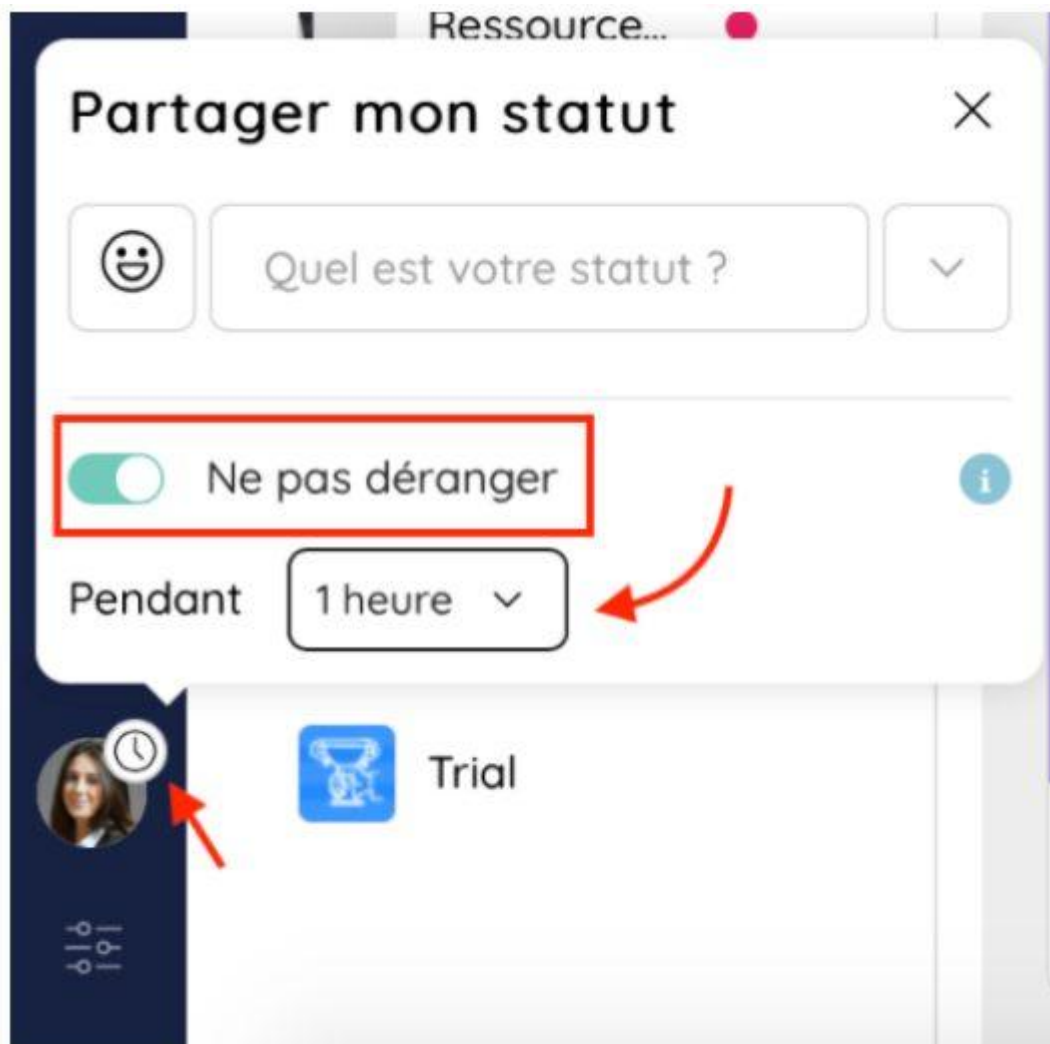 Ressource...
Partager mon statut
Quel est votre statut ?
Ne pas déranger
i
Pendant
1 heure
Trial